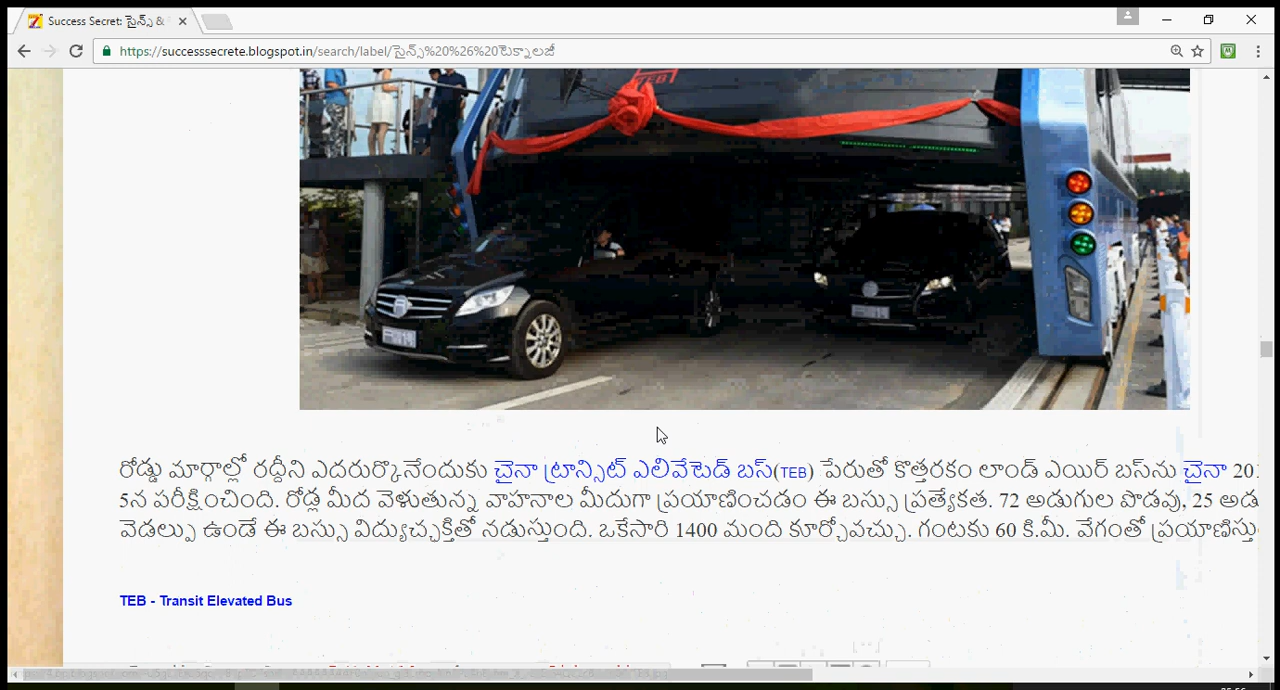 Success Secret: సైన్స్ &
https://successsecrete.blogspot.in/search/label/సైన్స్%20%26%20టెక్నాలజీ
TEB
రోడ్డు మార్గాల్లో రద్దీని ఎదరుర్కొనేందుకు చైనా ట్రాన్సిట్ ఎలివేటెడ్ బస్(TEB) పేరుతో కొత్తరకం లాండ్ ఎయిర్ బస్‌ను చైనా 20
5న పరీక్షించింది. రోడ్ల మీద వెళుతున్న వాహనాల మీదుగా ప్రయాణించడం ఈ బస్సు ప్రత్యేకత. 72 అడుగుల పొడవు, 25 అడ
వెడల్పు ఉండే ఈ బస్సు విద్యుచ్ఛక్తితో నడుస్తుంది. ఒకేసారి 1400 మంది కూర్చోవచ్చు. గంటకు 60 కి.మీ. వేగంతో ప్రయాణిస్తు
TEB - Transit Elevated Bus